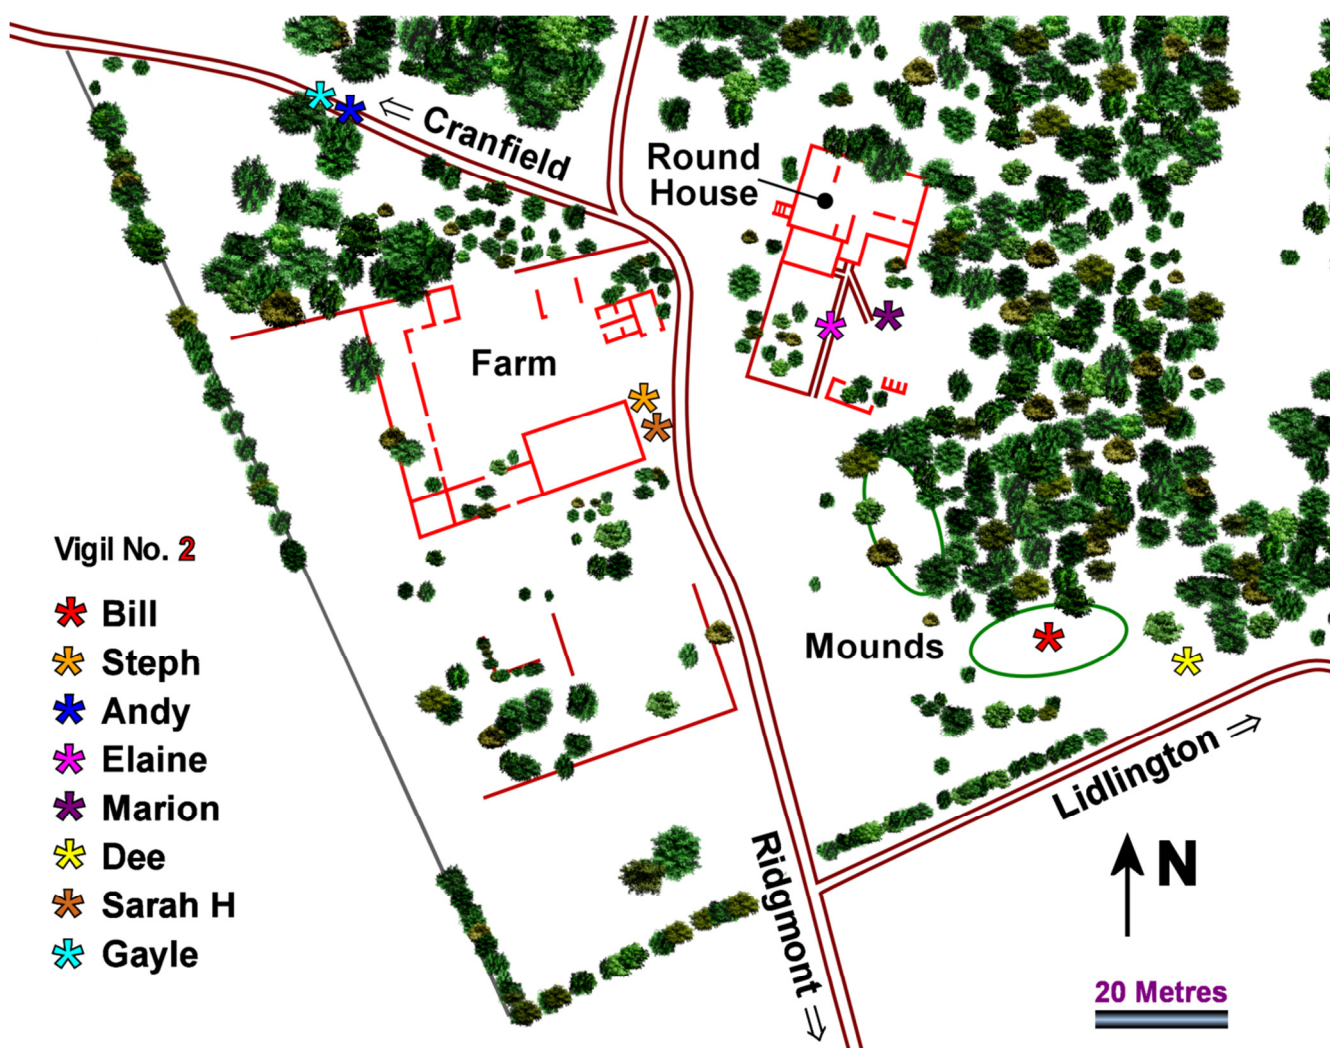 Cranfield
Round
House
Farm
Vigil No. 2
Bill
Steph
Andy
Elaine
Marion
Dee
Sarah H
Gayle
Mounds
Lidlington
Ridgmont
N
20 Metres